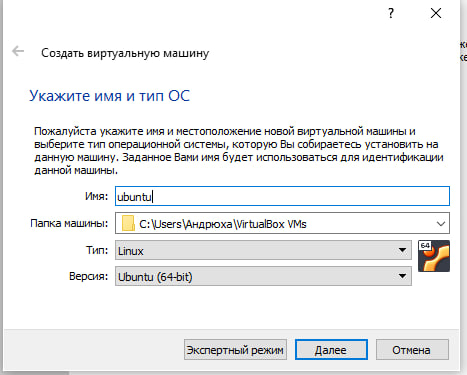 ?
Создать виртуальную машину
Укажите имя и тип ОС
Пожалуйста укажите имя и местоположение новой виртуальной машины и
выберите тип операционной системы, которую Вы собираетесь установить на
данную машину. Заданное Вами имя будет использоваться для идентификации
данной машины.
Имя: ubuntu
Папка машины: C:\Users\Андрюха\VirtualBox VMs
Тип: Linux
64
Версия: Ubuntu (64-bit)
Экспертный режим Далее Отмена